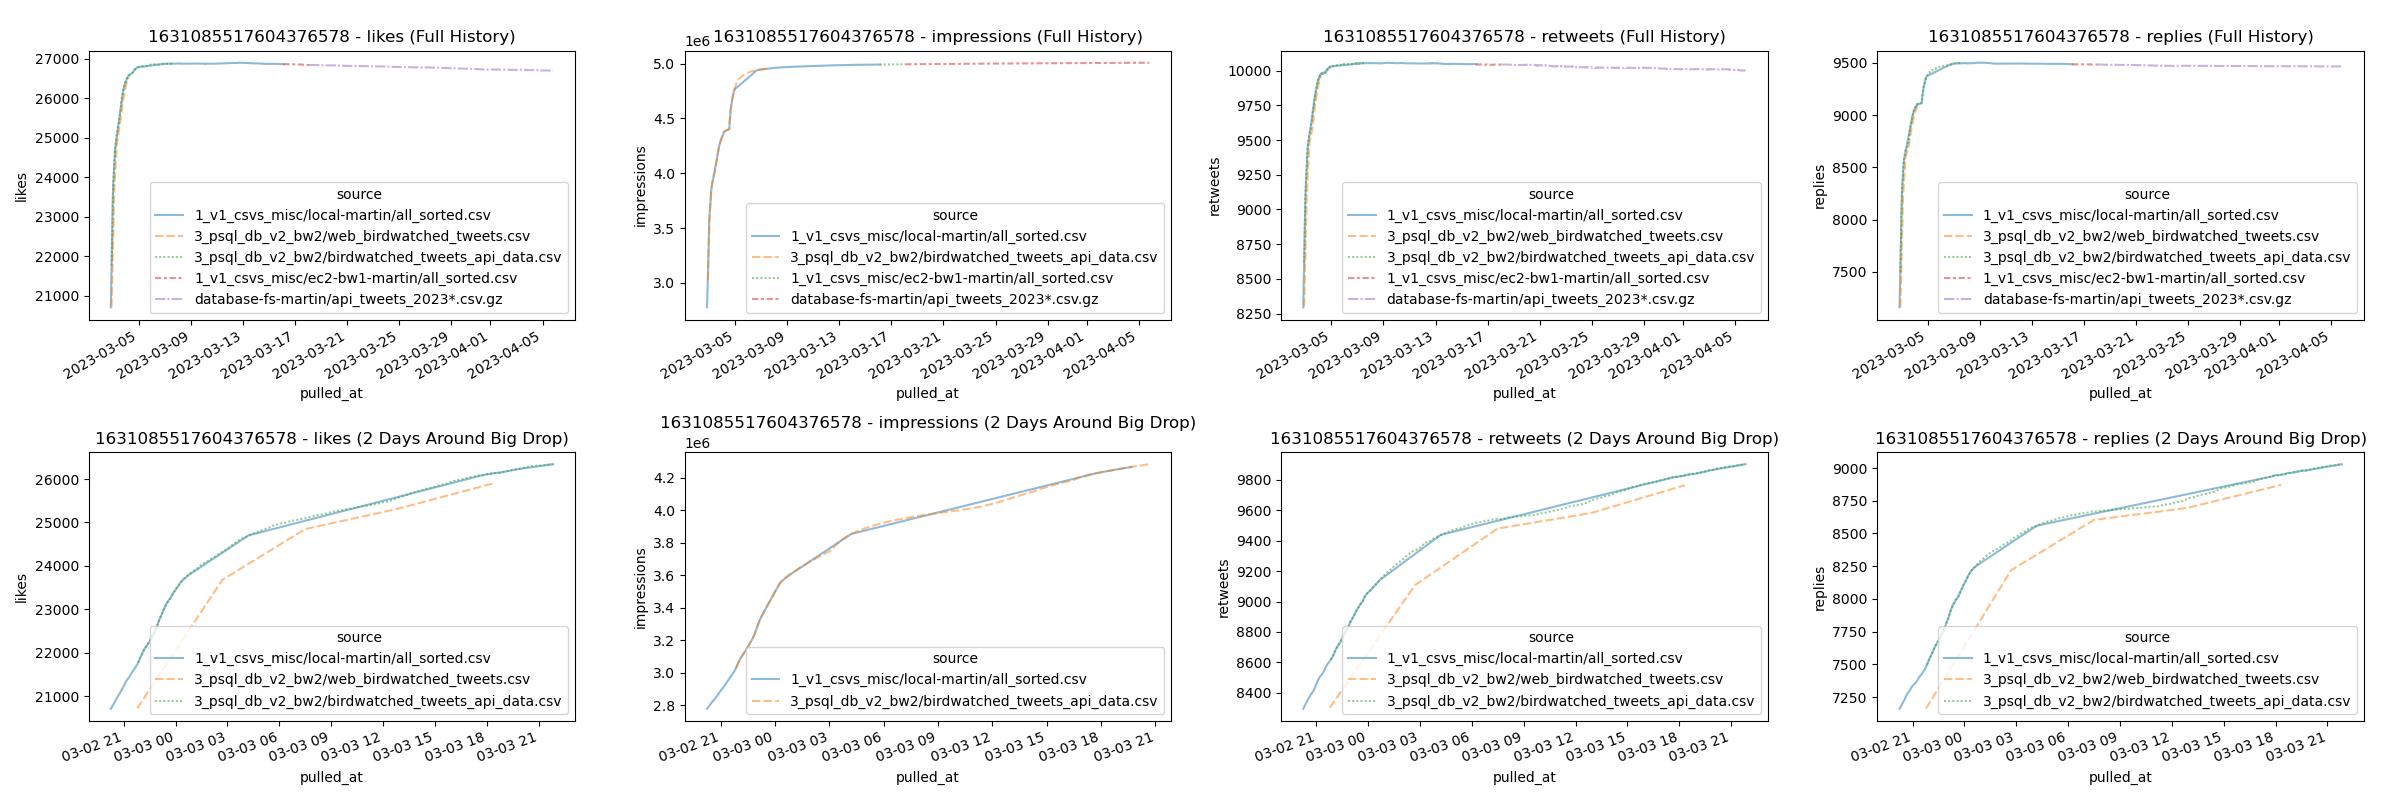 1631085517604376578 - likes (Full History)
27000
26000
25000
24000
23000
22000
21000
likes
source
1_v1_csvs_misc/local-martin/all_sorted.csv
3_psql_db_v2_bw2/web_birdwatched_tweets.csv
3_psql_db_v2_bw2/birdwatched_tweets_api_data.csv
1_v1_csvs_misc/ec2-bw1-martin/all_sorted.csv
database-fs-martin/api_tweets_2023*.csv.gz
2023-03-05
2023-03-09
2023-03-13
2023-03-17
2023-03-21
2023-03-25
2023-03-29
2023-04-01
2023-04-05
pulled_at
1631085517604376578 - impressions (Full History)
1e6
5.0
4.5
4.0
3.5
3.0
impressions
source
1_v1_csvs_misc/local-martin/all_sorted.csv
3_psql_db_v2_bw2/birdwatched_tweets_api_data.csv
1_v1_csvs_misc/ec2-bw1-martin/all_sorted.csv
database-fs-martin/api_tweets_2023*.csv.gz
2023-03-05
2023-03-09
2023-03-13
2023-03-17
2023-03-21
2023-03-25
2023-03-29
2023-04-01
2023-04-05
pulled_at
1631085517604376578 - retweets (Full History)
10000
9750
9500
9250
9000
8750
8500
8250
retweets
source
1_v1_csvs_misc/local-martin/all_sorted.csv
3_psql_db_v2_bw2/web_birdwatched_tweets.csv
3_psql_db_v2_bw2/birdwatched_tweets_api_data.csv
1_v1_csvs_misc/ec2-bw1-martin/all_sorted.csv
database-fs-martin/api_tweets_2023*.csv.gz
2023-03-05
2023-03-09
2023-03-13
2023-03-17
2023-03-21
2023-03-25
2023-03-29
2023-04-01
2023-04-05
pulled_at
1631085517604376578 - replies (Full History)
9500
9000
8500
8000
7500
replies
source
1_v1_csvs_misc/local-martin/all_sorted.csv
3_psql_db_v2_bw2/web_birdwatched_tweets.csv
3_psql_db_v2_bw2/birdwatched_tweets_api_data.csv
1_v1_csvs_misc/ec2-bw1-martin/all_sorted.csv
database-fs-martin/api_tweets_2023*.csv.gz
2023-03-05
2023-03-09
2023-03-13
2023-03-17
2023-03-21
2023-03-25
2023-03-29
2023-04-01
2023-04-05
pulled_at
1631085517604376578 - likes (2 Days Around Big Drop)
26000
25000
24000
23000
22000
21000
likes
source
1_v1_csvs_misc/local-martin/all_sorted.csv
3_psql_db_v2_bw2/web_birdwatched_tweets.csv
3_psql_db_v2_bw2/birdwatched_tweets_api_data.csv
03-02 21
03-03 00
03-03 03
03-03 06
03-03 09
03-03 12
03-03 15
03-03 18
03-03 21
pulled_at
1631085517604376578 - impressions (2 Days Around Big Drop)
1e6
4.2
4.0
3.8
3.6
3.4
3.2
3.0
2.8
impressions
source
1_v1_csvs_misc/local-martin/all_sorted.csv
3_psql_db_v2_bw2/birdwatched_tweets_api_data.csv
03-02 21
03-03 00
03-03 03
03-03 06
03-03 09
03-03 12
03-03 15
03-03 18
03-03 21
pulled_at
1631085517604376578 - retweets (2 Days Around Big Drop)
9800
9600
9400
9200
9000
8800
8600
8400
retweets
source
1_v1_csvs_misc/local-martin/all_sorted.csv
3_psql_db_v2_bw2/web_birdwatched_tweets.csv
3_psql_db_v2_bw2/birdwatched_tweets_api_data.csv
03-02 21
03-03 00
03-03 03
03-03 06
03-03 09
03-03 12
03-03 15
03-03 18
03-03 21
pulled_at
1631085517604376578 - replies (2 Days Around Big Drop)
9000
8750
8500
8250
8000
7750
7500
7250
replies
source
1_v1_csvs_misc/local-martin/all_sorted.csv
3_psql_db_v2_bw2/web_birdwatched_tweets.csv
3_psql_db_v2_bw2/birdwatched_tweets_api_data.csv
03-02 21
03-03 00
03-03 03
03-03 06
03-03 09
03-03 12
03-03 15
03-03 18
03-03 21
pulled_at